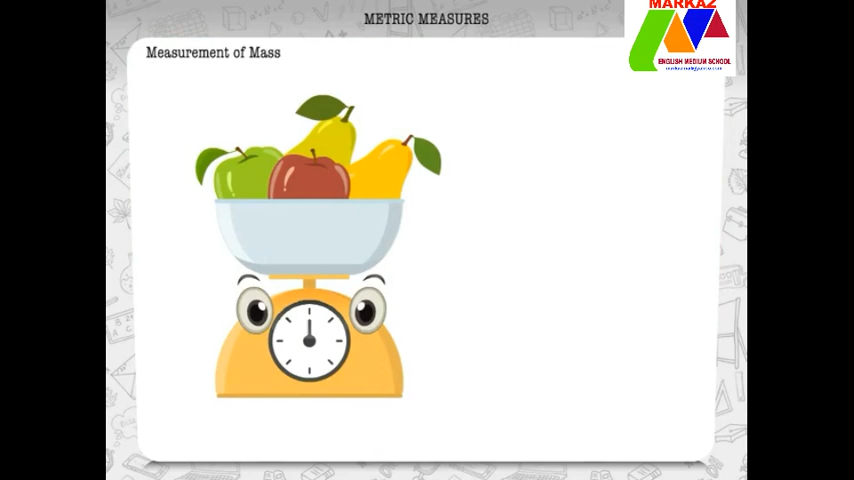 METRIC MEASURES
MARKAZ
ENGLISH MEDIUM SCHOOL
Measurement of Mass